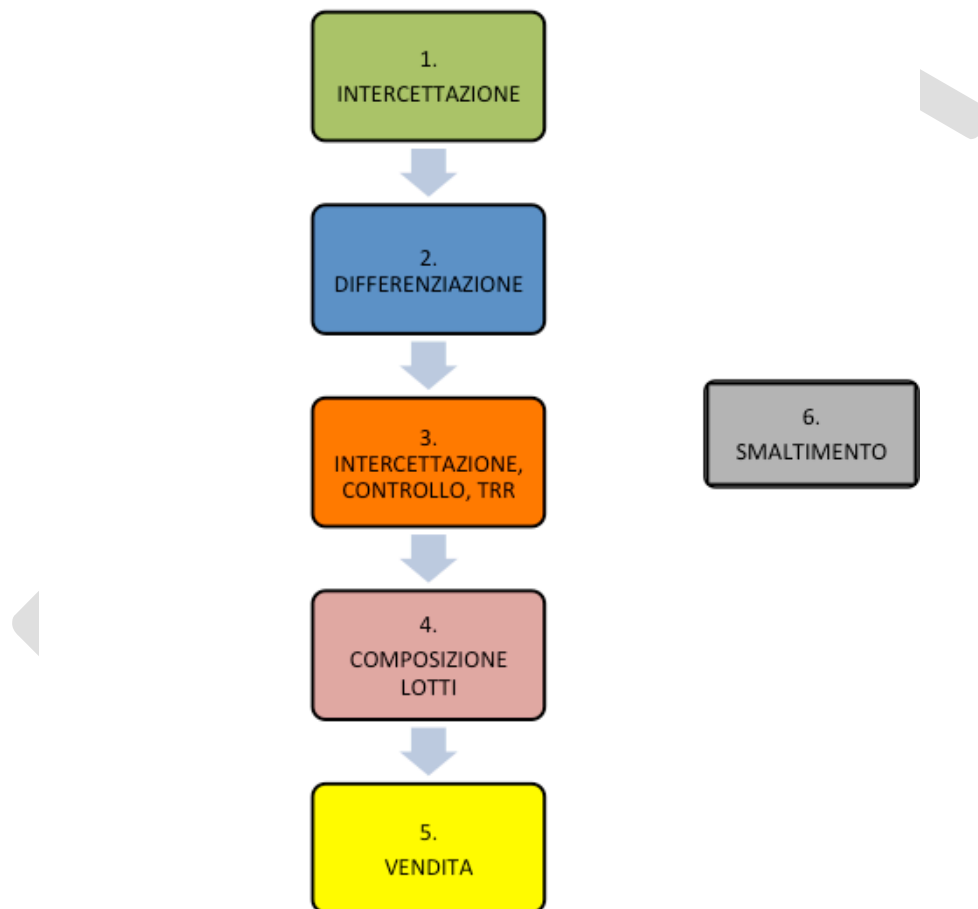 1.
INTERCETTAZIONE
2.
DIFFERENZIAZIONE
3.
INTERCETTAZIONE,
CONTROLLO, TRR
4.
COMPOSIZIONE
LOTTI
5.
VENDITA
6.
SMALTIMENTO